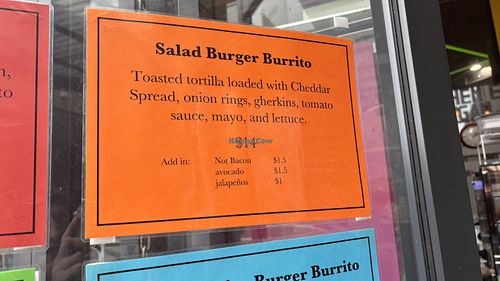 Salad Burger Burrito
Toasted tortilla loaded with Cheddar
Spread, onion rings, gherkins, tomato
sauce, mayo, and lettuce.
$14
HappyCow
Add in: Not Bacon $1.5
avocado $1.5
jalapeños $1
Burger Burrito